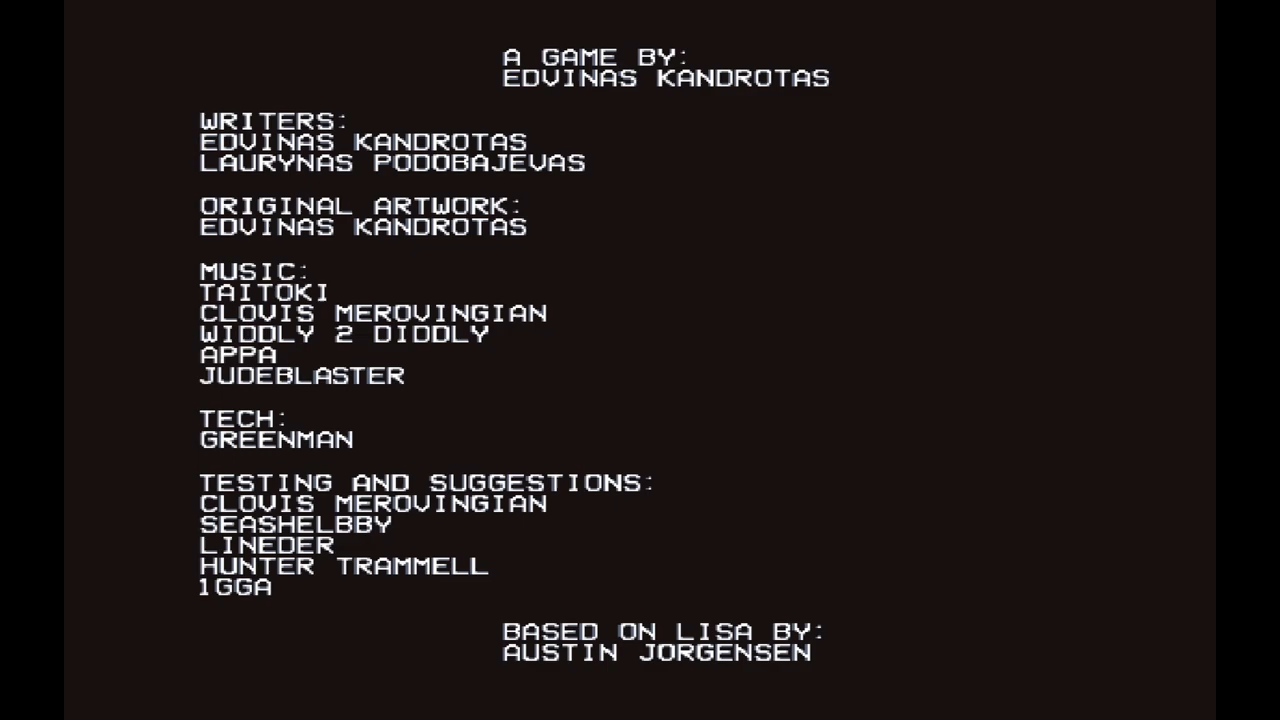 A GAME BY:
EDVINAS KANDROTAS
WRITERS:
EDVINAS KANDROTAS
LAURYNAS PODOBAJEVAS
ORIGINAL ARTWORK:
EDVINAS KANDROTAS
MUSIC:
TAITOKI
CLOVIS MEROVINGIAN
WIDDLY 2 DIDDLY
APPA
JUDEBLASTER
TECH:
GREENMAN
TESTING AND SUGGESTIONS:
CLOVIS MEROVINGIAN
SEASHELBBY
LINEDER
HUNTER TRAMMELL
1GGA
BASED ON LISA BY:
AUSTIN JORGENSEN